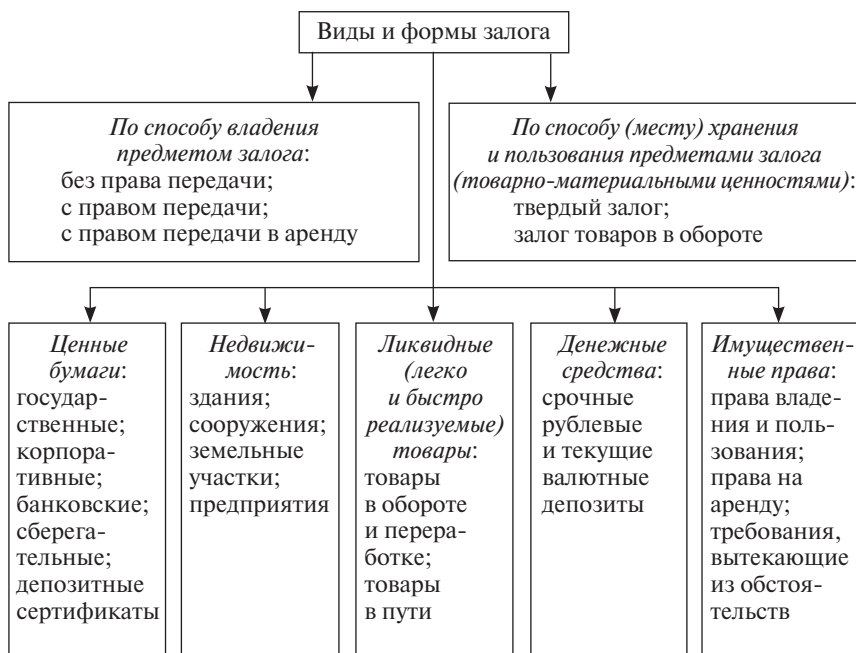 Виды и формы залога
По способу владения
предметом залога:
без права передачи;
с правом передачи;
с правом передачи в аренду
По способу (месту) хранения
и пользования предметами залога
(товарно-материальными ценностями):
твердый залог;
залог товаров в обороте
Ценные
бумаги:
государ-
ственные;
корпора-
тивные;
банковские;
сберега-
тельные;
депозитные
сертификаты
Недвижи-
мость:
здания;
сооружения;
земельные
участки;
предприятия
Ликвидные
(легко
и быстро
реализуемые)
товары:
товары
в обороте
и перера-
ботке;
товары
в пути
Денежные
средства:
срочные
рублевые
и текущие
валютные
депозиты
Имуществен-
ные права:
права владе-
ния и поль-
зования;
права на
аренду;
требования,
вытекающие
из обстоя-
тельств